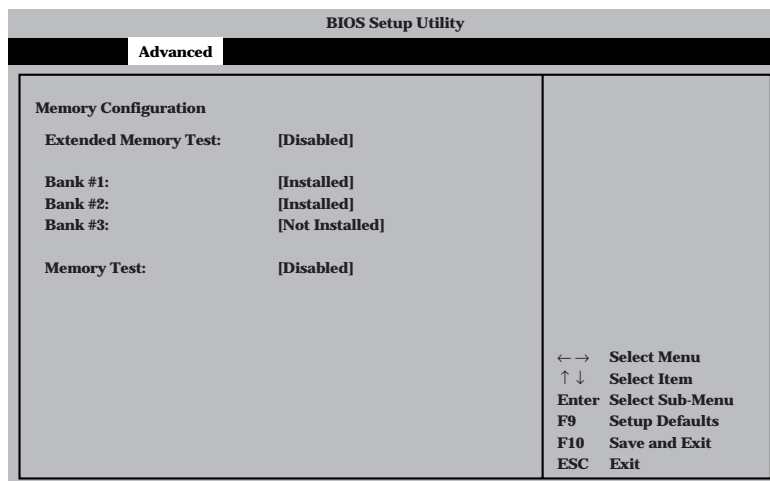 BIOS Setup Utility
Advanced
Memory Configuration
Extended Memory Test: [Disabled]
Bank #1: [Installed]
Bank #2: [Installed]
Bank #3: [Not Installed]
Memory Test: [Disabled]
←→ Select Menu
↑↓ Select Item
Enter Select Sub-Menu
F9 Setup Defaults
F10 Save and Exit
ESC Exit